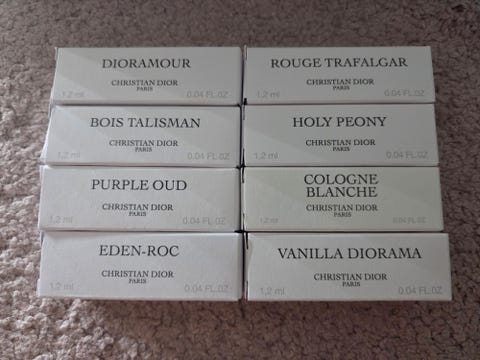 DIORAMOUR
CHRISTIAN DIOR
PARIS
1,2 ml 0.04 FL.OZ
ROUGE TRAFALGAR
CHRISTIAN DIOR
PARIS
1,2 ml 0.04 FL.OZ
BOIS TALISMAN
CHRISTIAN DIOR
PARIS
1,2 ml 0.04 FL.OZ
HOLY PEONY
CHRISTIAN DIOR
PARIS
1,2 ml 0.04 FL.OZ
PURPLE OUD
CHRISTIAN DIOR
PARIS
1,2 ml 0.04 FL.OZ
COLOGNE
BLANCHE
CHRISTIAN DIOR
PARIS
1,2 ml 0.04 FL.OZ
EDEN-ROC
CHRISTIAN DIOR
PARIS
1,2 ml 0.04 FL.OZ
VANILLA DIORAMA
CHRISTIAN DIOR
PARIS
1,2 ml 0.04 FL.OZ